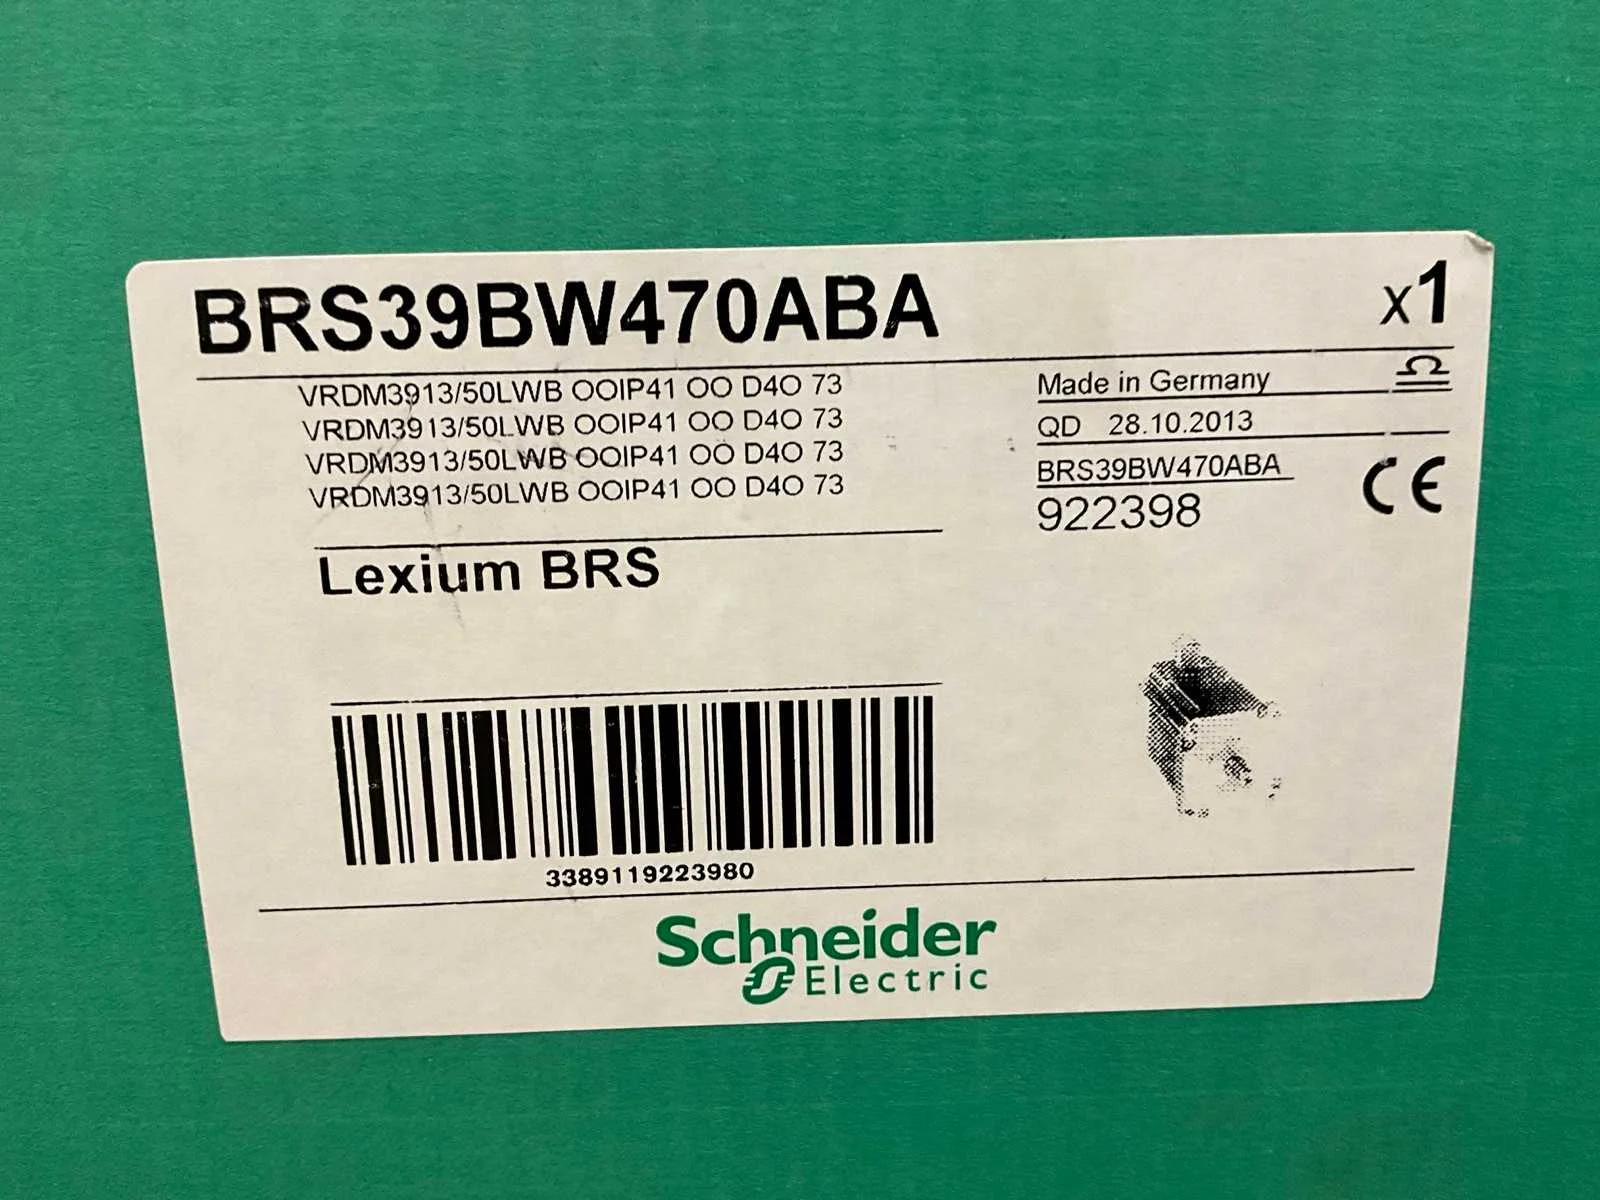 BRS39BW470ABA
x1
VRDM3913/50LWB OOIP41 OO D4O 73
VRDM3913/50LWB OOIP41 OO D4O 73
VRDM3913/50LWB OOIP41 OO D4O 73
VRDM3913/50LWB OOIP41 OO D4O 73
Made in Germany
QD 28.10.2013
BRS39BW470ABA
922398
CE
Lexium BRS
3389119223980
Schneider
Electric